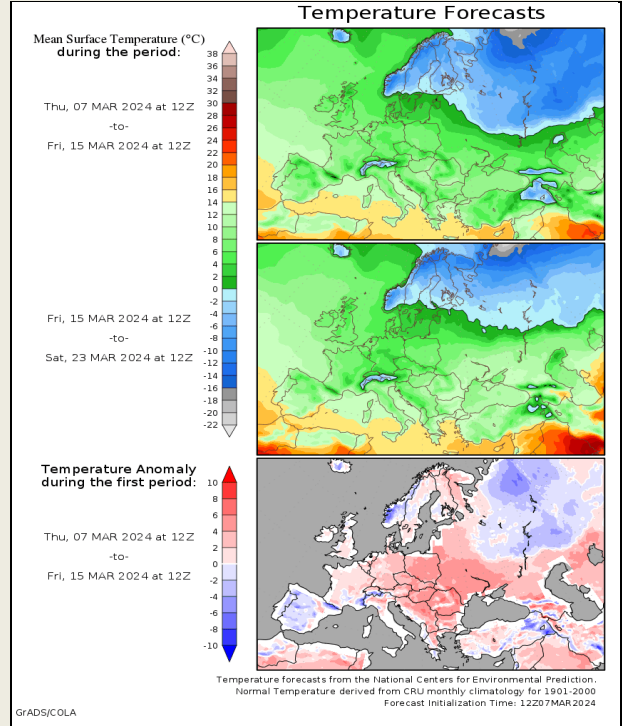 Temperature Forecasts
Mean Surface Temperature (°C)
during the period:
Thu, 07 MAR 2024 at 12Z
-to-
Fri, 15 MAR 2024 at 12Z
38
36
34
32
30
28
26
24
22
20
18
16
14
12
10
8
6
4
2
0
-2
-4
-6
-8
-10
-12
-14
-16
-18
-20
-22
Fri, 15 MAR 2024 at 12Z
-to-
Sat, 23 MAR 2024 at 12Z
Temperature Anomaly
during the first period:
Thu, 07 MAR 2024 at 12Z
-to-
Fri, 15 MAR 2024 at 12Z
10
8
6
4
2
0
-2
-4
-6
-8
-10
Temperature forecasts from the National Centers for Environmental Prediction.
Normal Temperature derived from CRU monthly climatology for 1901-2000
Forecast Initialization Time: 12Z07MAR2024
GrADS/COLA